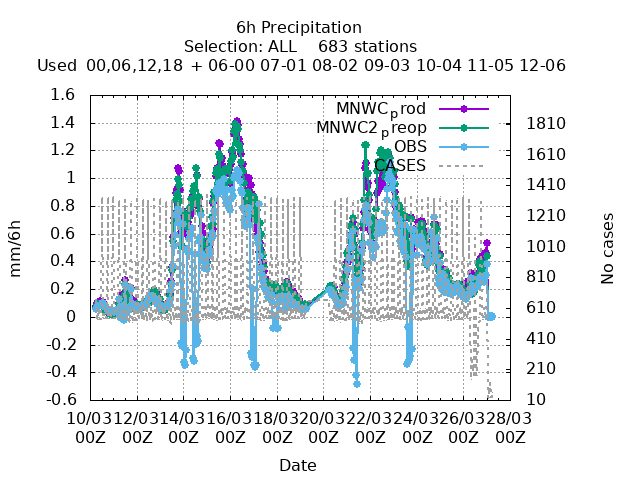 6h Precipitation
Selection: ALL 683 stations
Used 00,06,12,18 + 06-00 07-01 08-02 09-03 10-04 11-05 12-06
MNWC_prod
MNWC2_preop
OBS
CASES
1.6
1.4
1.2
1
0.8
0.6
0.4
0.2
0
-0.2
-0.4
-0.6
mm/6h
1810
1610
1410
1210
1010
810
610
410
210
10
No cases
10/03 12/03 14/03 16/03 18/03 20/03 22/03 24/03 26/03 28/03
00Z 00Z 00Z 00Z 00Z 00Z 00Z 00Z 00Z 00Z
Date